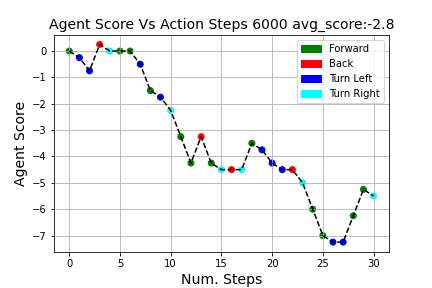 Agent Score Vs Action Steps 6000 avg_score:-2.8
Forward
Back
Turn Left
Turn Right
Agent Score
0
−1
−2
−3
−4
−5
−6
−7
0 5 10 15 20 25 30
Num. Steps